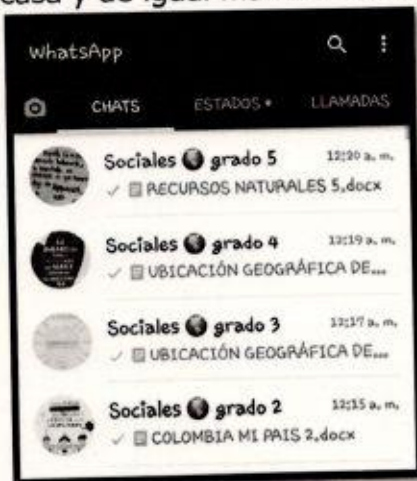 casa y de igual
WhatsApp
CHATS ESTADOS • LLAMADAS
Sociales 🌎 grado 5 12:20 a. m.
✓ RECURSOS NATURALES 5.docx
Sociales 🌎 grado 4 12:19 a. m.
✓ UBICACIÓN GEOGRÁFICA DE...
Sociales 🌎 grado 3 12:17 a. m.
✓ UBICACIÓN GEOGRÁFICA DE...
Sociales 🌎 grado 2 12:15 a. m.
✓ COLOMBIA MI PAIS 2.docx